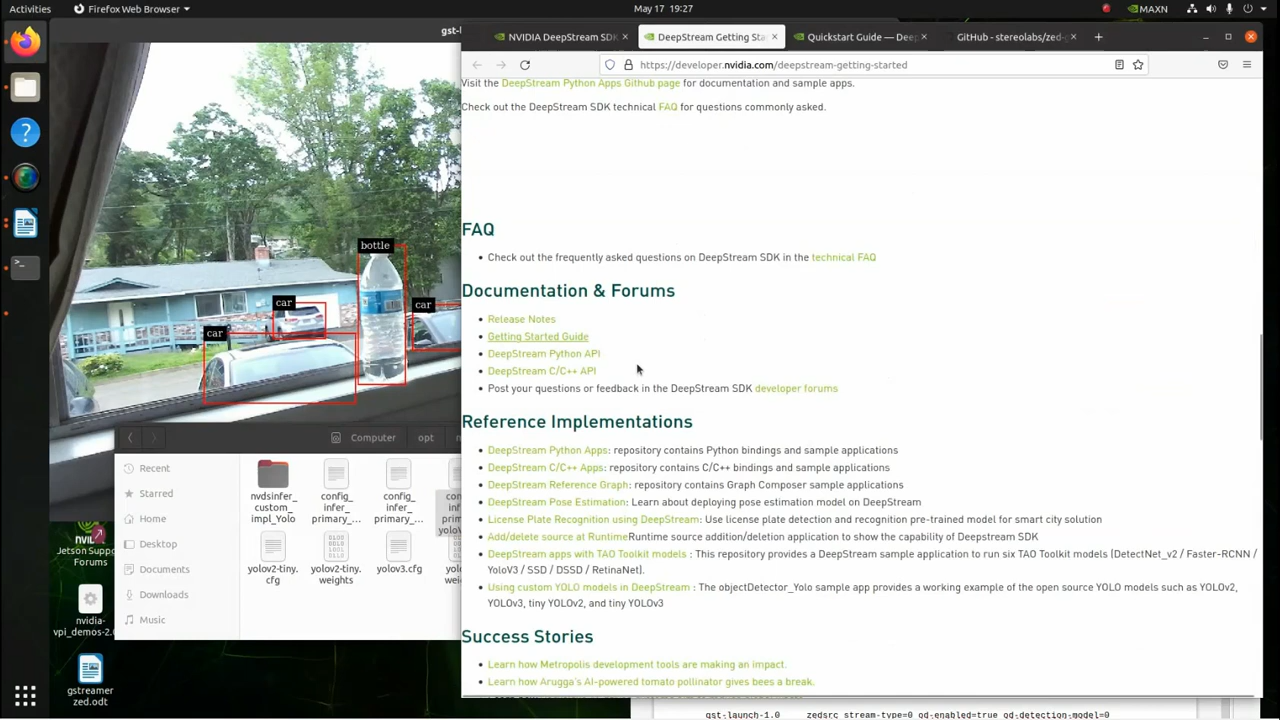 Activities
Firefox Web Browser
May 17 19:27
MAXN
gst-l
NVIDIA DeepStream SDK
DeepStream Getting Sta
Quickstart Guide — Deep
GitHub - stereolabs/zed-g
https://developer.nvidia.com/deepstream-getting-started
Visit the DeepStream Python Apps Github page for documentation and sample apps.
Check out the DeepStream SDK technical FAQ for questions commonly asked.
FAQ
• Check out the frequently asked questions on DeepStream SDK in the technical FAQ
Documentation & Forums
• Release Notes
• Getting Started Guide
• DeepStream Python API
• DeepStream C/C++ API
• Post your questions or feedback in the DeepStream SDK developer forums
Reference Implementations
• DeepStream Python Apps: repository contains Python bindings and sample applications
• DeepStream C/C++ Apps: repository contains C/C++ bindings and sample applications
• DeepStream Reference Graph: repository contains Graph Composer sample applications
• DeepStream Pose Estimation: Learn about deploying pose estimation model on DeepStream
• License Plate Recognition using DeepStream: Use license plate detection and recognition pre-trained model for smart city solution
• Add/delete source at RuntimeRuntime source addition/deletion application to show the capability of Deepstream SDK
• DeepStream apps with TAO Toolkit models : This repository provides a DeepStream sample application to run six TAO Toolkit models (DetectNet_v2 / Faster-RCNN /
YoloV3 / SSD / DSSD / RetinaNet).
• Using custom YOLO models in DeepStream : The objectDetector_Yolo sample app provides a working example of the open source YOLO models such as YOLOv2,
YOLOv3, tiny YOLOv2, and tiny YOLOv3
Success Stories
• Learn how Metropolis development tools are making an impact.
• Learn how Arugga's AI-powered tomato pollinator gives bees a break.
bottle
car
car
car
Computer
opt
n
Recent
Starred
Home
Desktop
Documents
Downloads
Music
nvdsinfer_
custom_
impl_Yolo
config_
infer_
primary_...
config_
infer_
primary_...
yolov2-tiny.
cfg
yolov2-tiny.
weights
yolov3.cfg
Jetson Suppo
Forums
nvidia-
vpi_demos-2.0
gstreamer
zed.odt
gst-launch-1.0 zedsrc stream-type=0 od-enabled=true od-detection-model=0